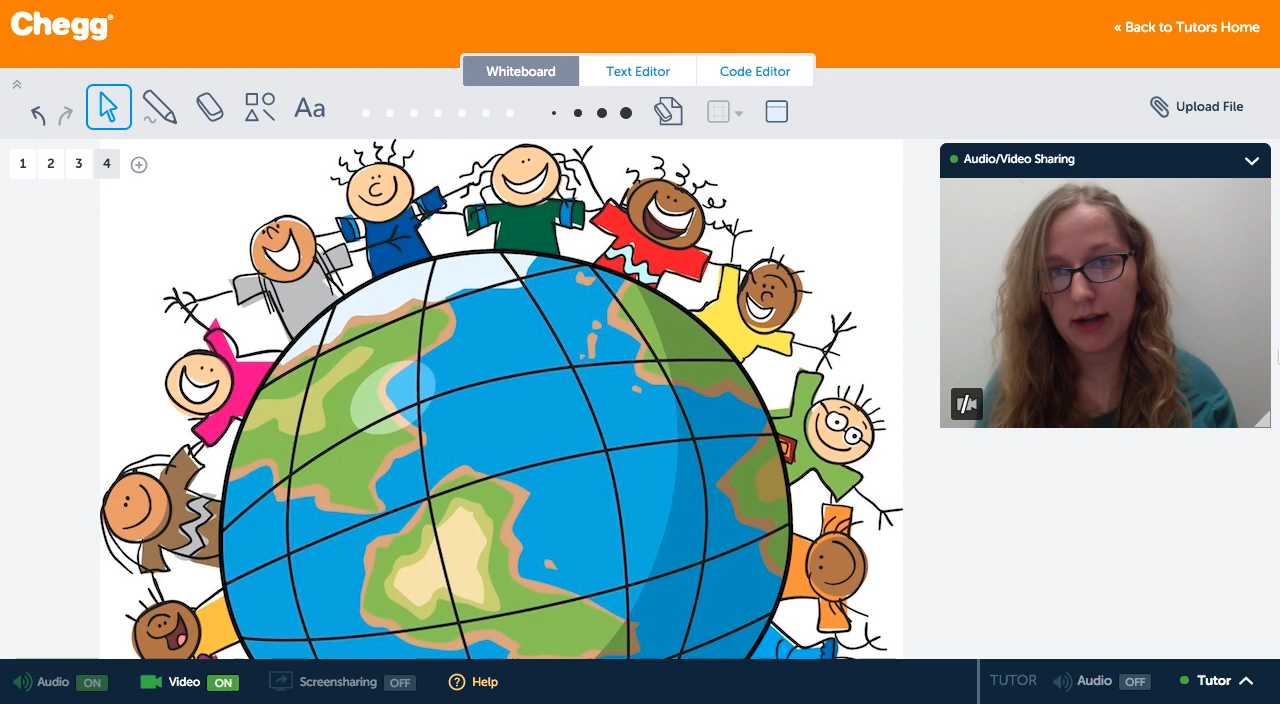 Chegg®
« Back to Tutors Home
Whiteboard
Text Editor
Code Editor
Aa
Upload File
1
2
3
4
Audio/Video Sharing
Audio
ON
Video
ON
Screensharing
OFF
? Help
TUTOR
Audio
OFF
Tutor